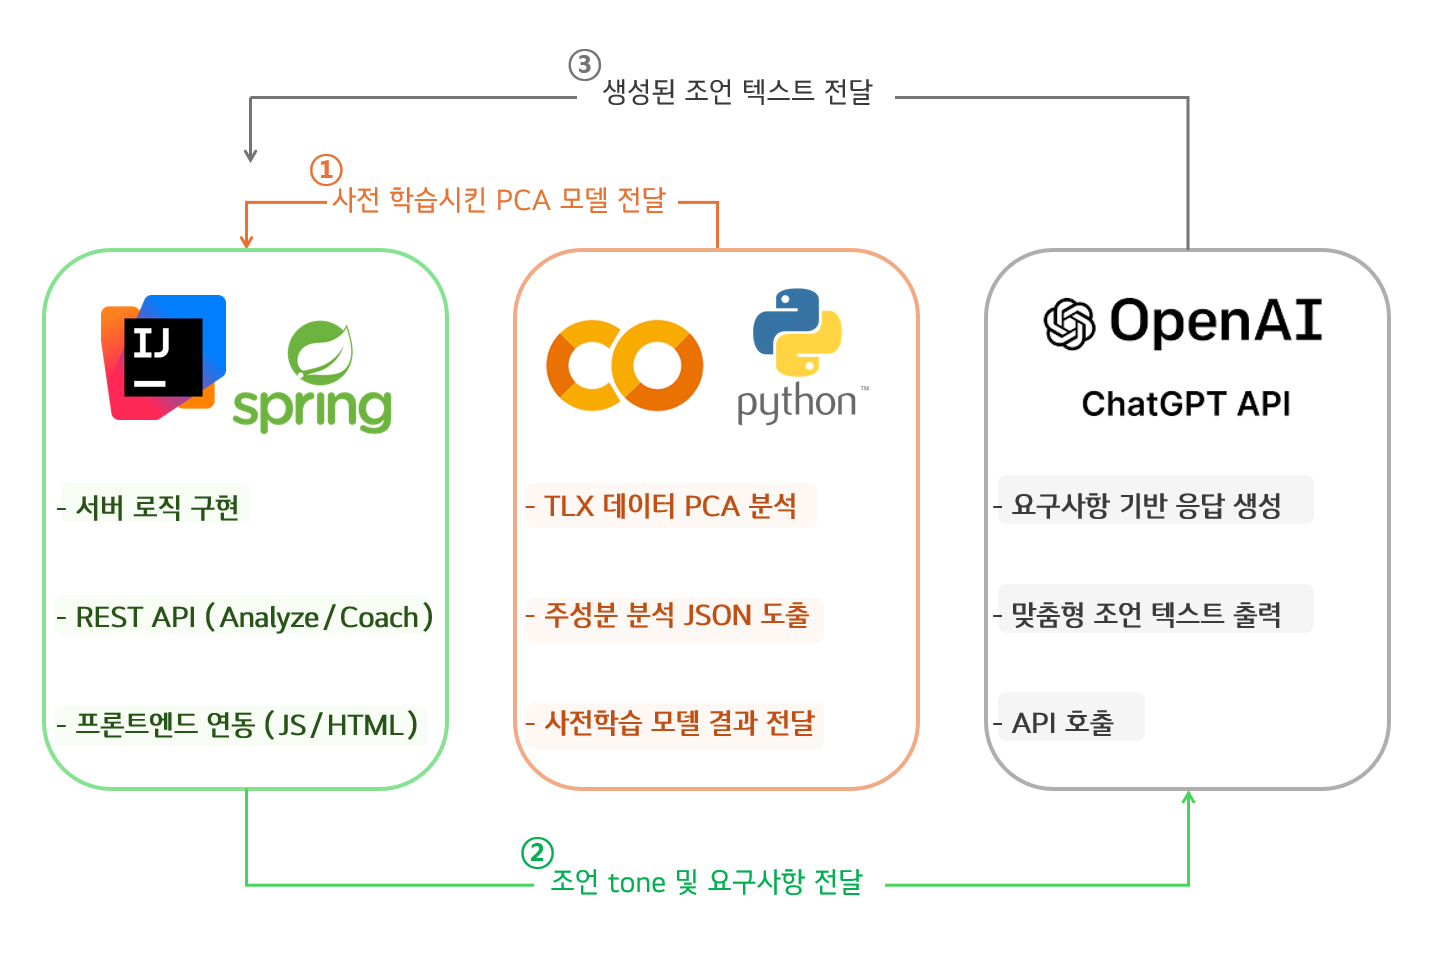 ③
생성된 조언 텍스트 전달
①
사전 학습시킨 PCA 모델 전달
IJ
spring
python™
OpenAI
ChatGPT API
- 서버 로직 구현
- REST API (Analyze/Coach)
- 프론트엔드 연동 (JS/HTML)
- TLX 데이터 PCA 분석
- 주성분 분석 JSON 도출
- 사전학습 모델 결과 전달
- 요구사항 기반 응답 생성
- 맞춤형 조언 텍스트 출력
- API 호출
②
조언 tone 및 요구사항 전달